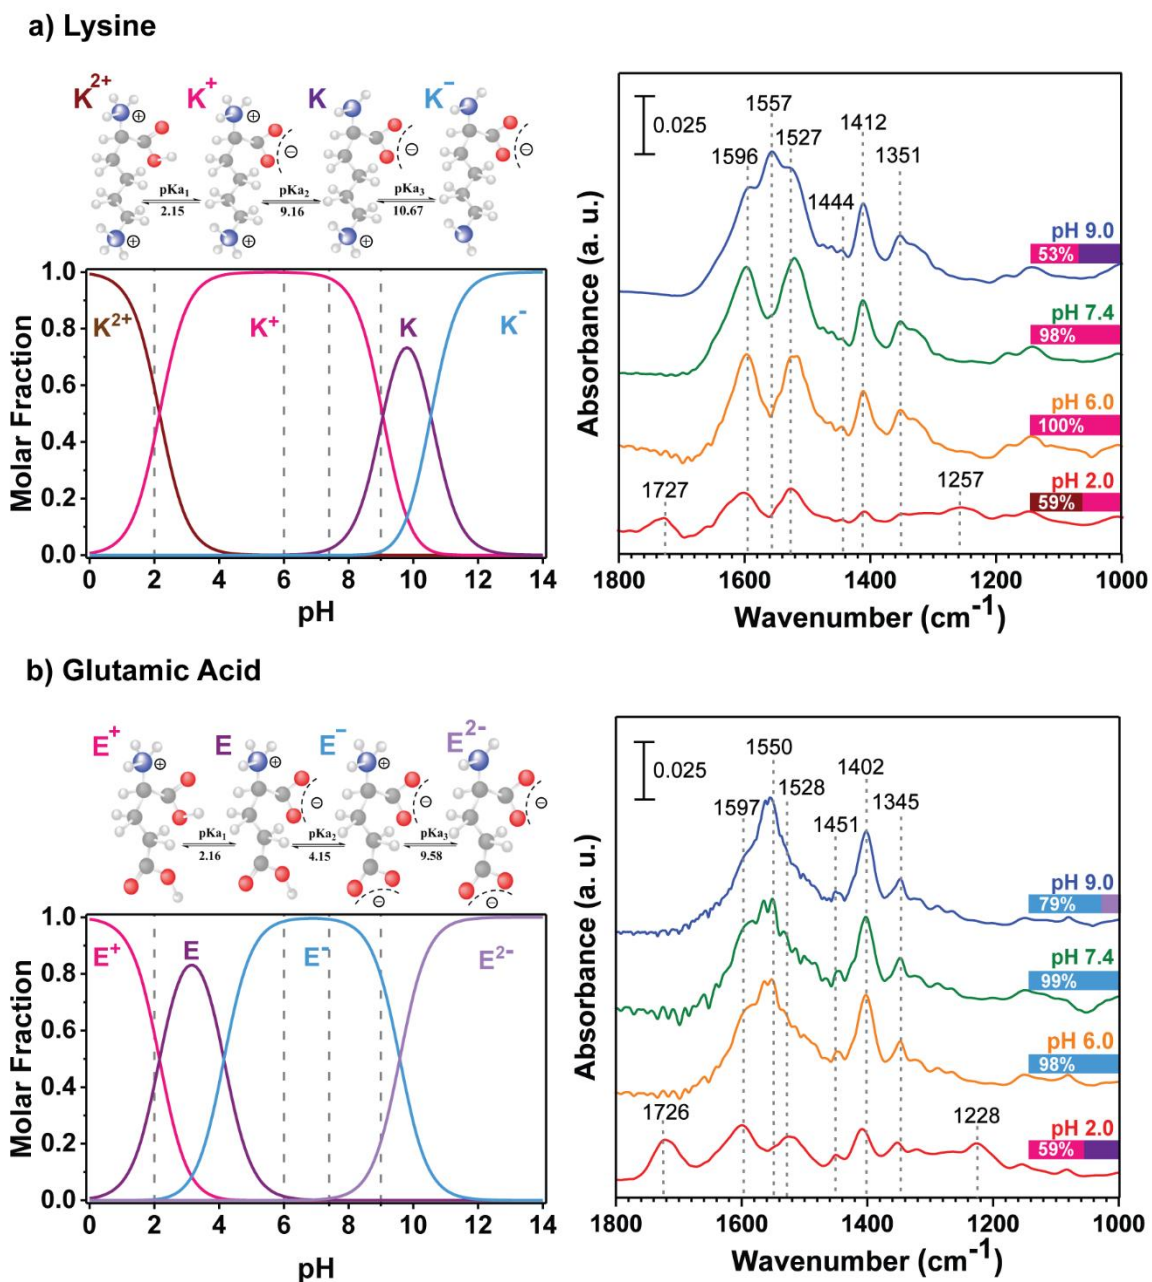 a) Lysine
K2+ K+ K K−
⊕ ⊕ ⊖ ⊖ ⊖
pKa1 pKa2 pKa3
2.15 9.16 10.67
⊕ ⊕ ⊕
1.0
0.8
0.6
0.4
0.2
0.0
Molar Fraction
K2+ K+ K K-
0 2 4 6 8 10 12 14
pH
0.025
1557
1527
1412
1596
1351
1444
pH 9.0
53%
pH 7.4
98%
pH 6.0
100%
1727
1257
pH 2.0
59%
Absorbance (a. u.)
1800 1600 1400 1200 1000
Wavenumber (cm-1)
b) Glutamic Acid
E+ E E− E2-
⊕ ⊕ ⊖ ⊕ ⊖ ⊖
pKa1 pKa2 pKa3
2.16 4.15 9.58
⊖ ⊖
1.0
0.8
0.6
0.4
0.2
0.0
Molar Fraction
E+ E E- E2-
0 2 4 6 8 10 12 14
pH
0.025
1550
1528
1402
1597
1345
1451
pH 9.0
79%
pH 7.4
99%
pH 6.0
98%
1726
1228
pH 2.0
59%
Absorbance (a. u.)
1800 1600 1400 1200 1000
Wavenumber (cm-1)